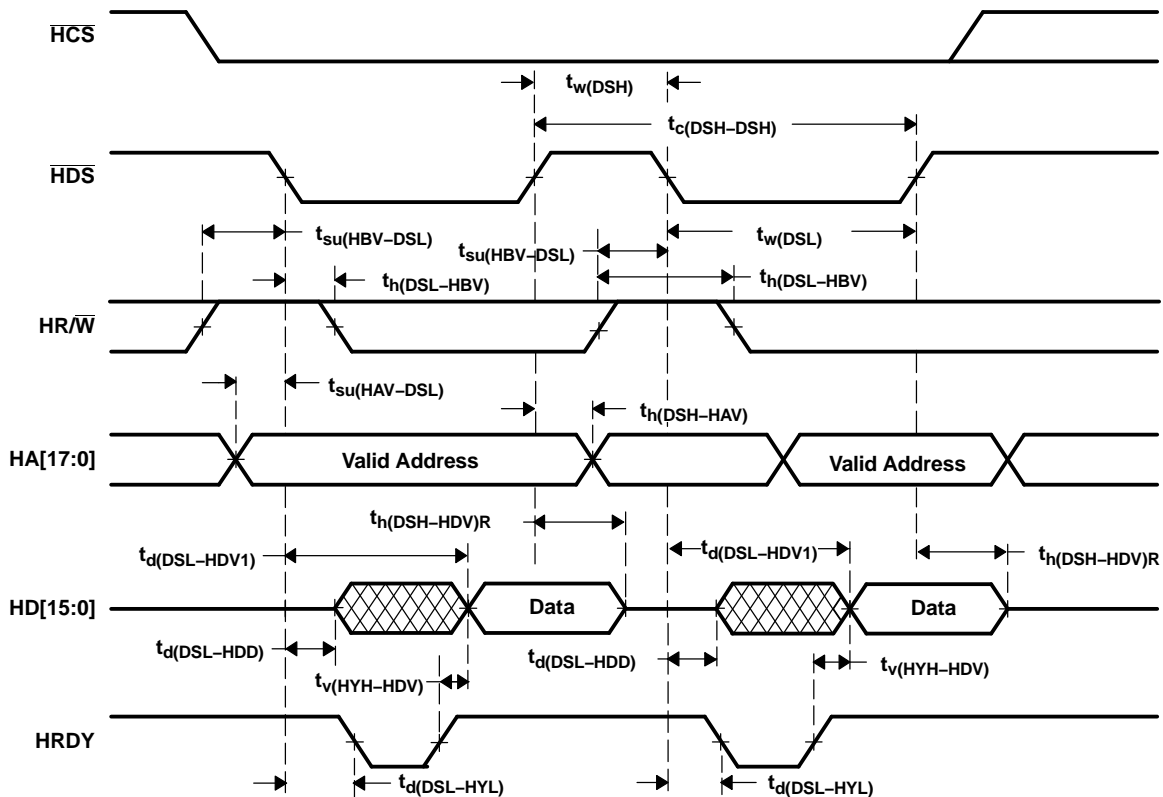 HCS
tw(DSH)
tc(DSH–DSH)
HDS
tsu(HBV–DSL)
tsu(HBV–DSL)
tw(DSL)
th(DSL–HBV)
th(DSL–HBV)
HR/W
tsu(HAV–DSL)
th(DSH–HAV)
HA[17:0]
Valid Address
Valid Address
th(DSH–HDV)R
td(DSL–HDV1)
td(DSL–HDV1)
th(DSH–HDV)R
HD[15:0]
Data
Data
td(DSL–HDD)
td(DSL–HDD)
tv(HYH–HDV)
tv(HYH–HDV)
HRDY
td(DSL–HYL)
td(DSL–HYL)